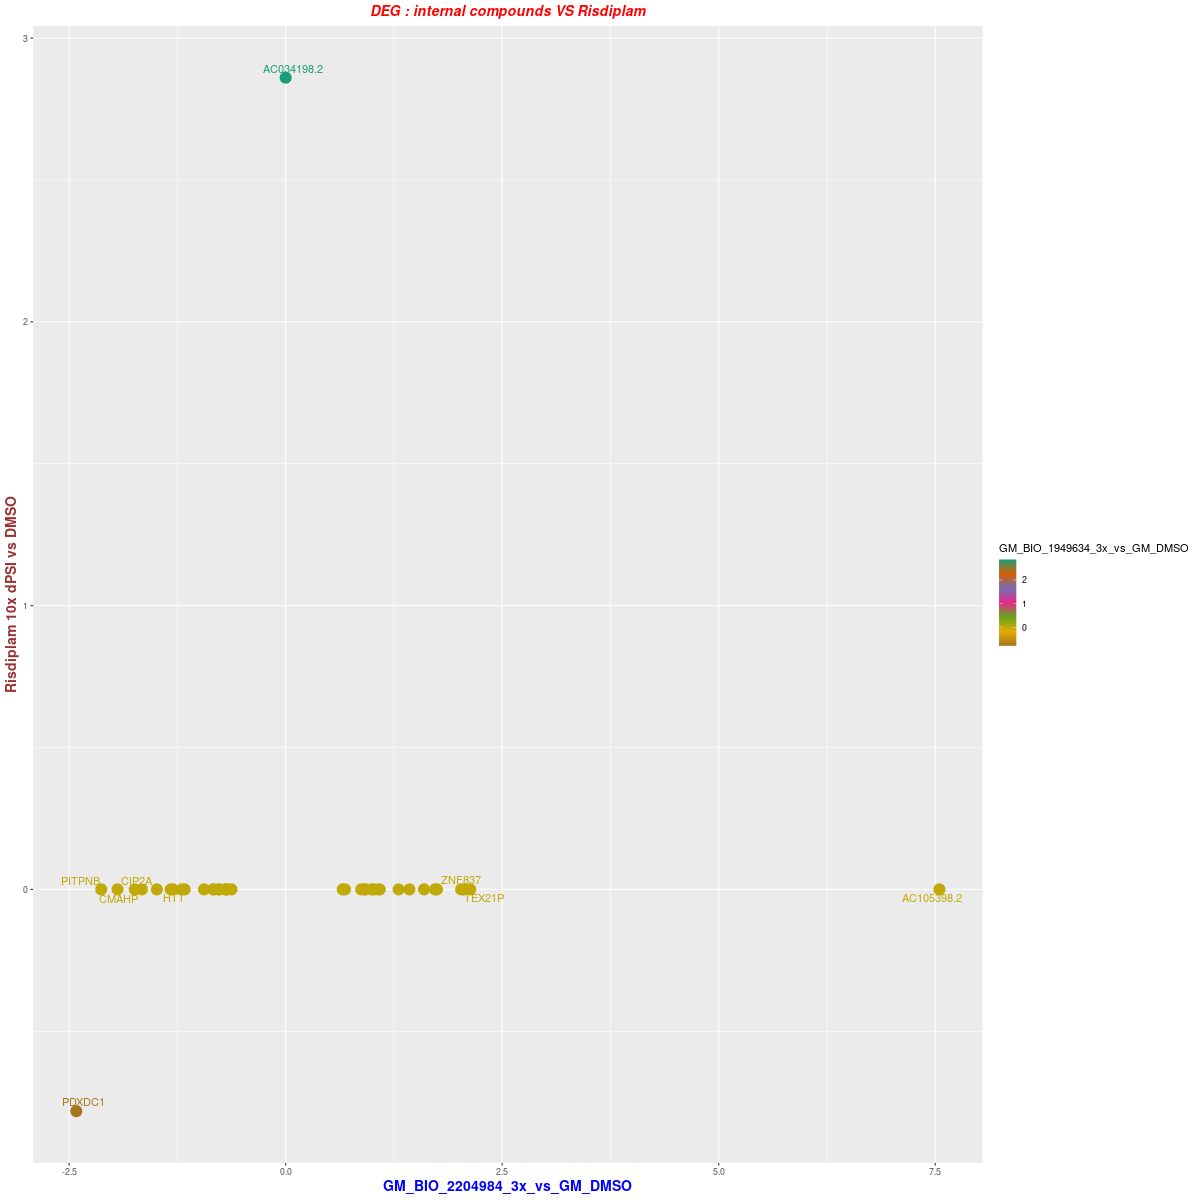 DEG : internal compounds VS Risdiplam
3
AC034198.2
2
Risdiplam 10x dPSI vs DMSO
GM_BIO_1949634_3x_vs_GM_DMSO
2
1
0
1
PITPNB
CIP2A
ZNF837
0
CMAHP
HTT
TEX21P
AC105398.2
PDXDC1
-2.5
0.0
2.5
5.0
7.5
GM_BIO_2204984_3x_vs_GM_DMSO